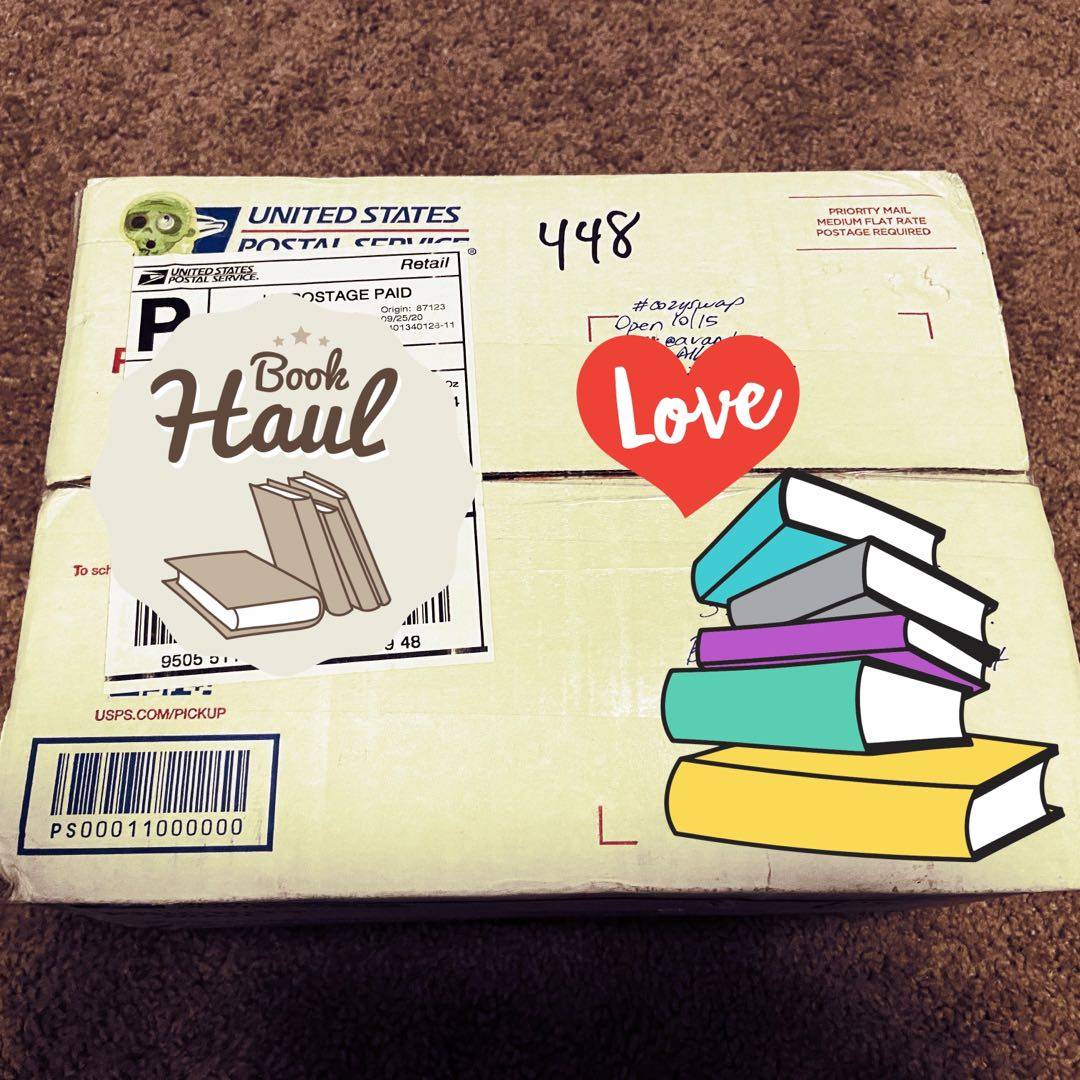 UNITED STATES
POSTAL SERVICE®
448
PRIORITY MAIL
MEDIUM FLAT RATE
POSTAGE REQUIRED
UNITED STATES
POSTAL SERVICE.
Retail
P
POSTAGE PAID
Origin: 87123
09/25/20
#cozyswap
Open 10/15
Book
Haul
Love
To sch
9505 51
9 48
USPS.COM/PICKUP
PS00011000000